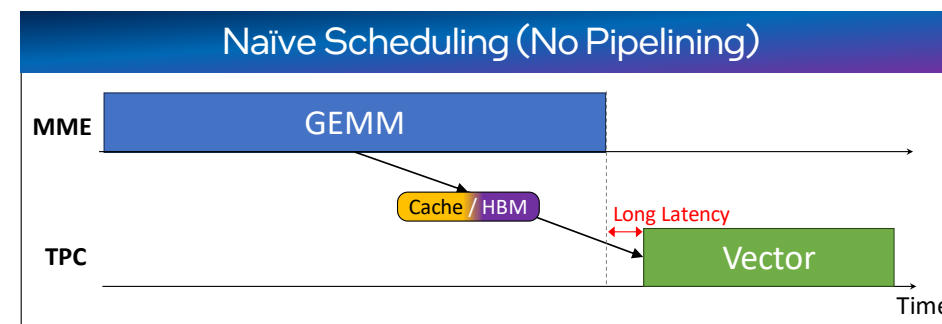 Naïve Scheduling (No Pipelining)
MME
GEMM
Cache / HBM
Long Latency
TPC
Vector
Time